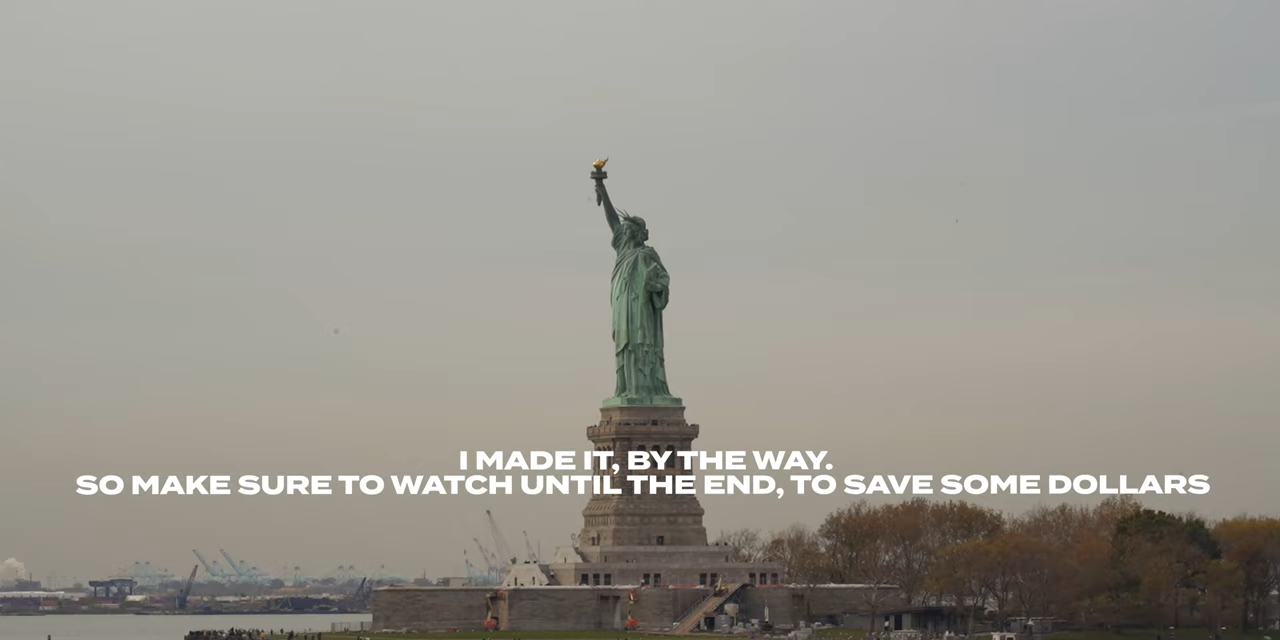 I MADE IT, BY THE WAY.
SO MAKE SURE TO WATCH UNTIL THE END, TO SAVE SOME DOLLARS